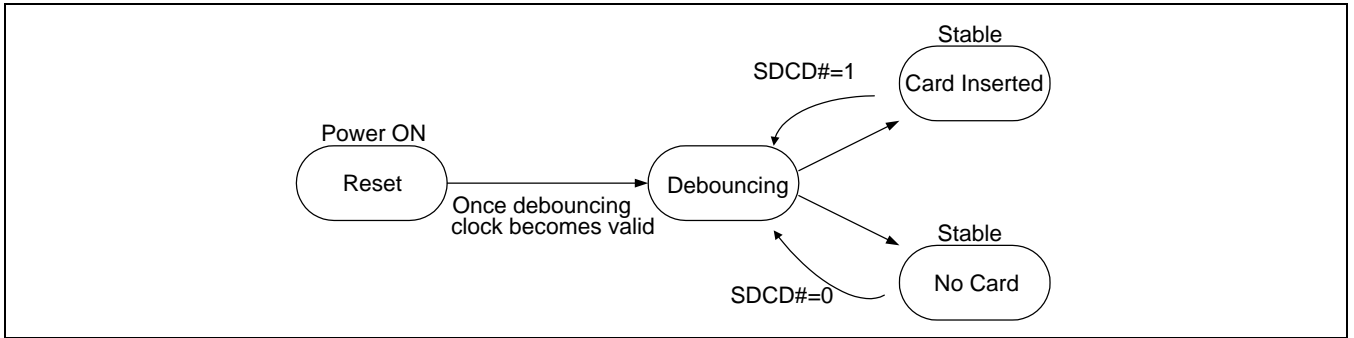 Stable
SDCD#=1
Card Inserted
Power ON
Reset
Debouncing
Once debouncing
clock becomes valid
Stable
No Card
SDCD#=0